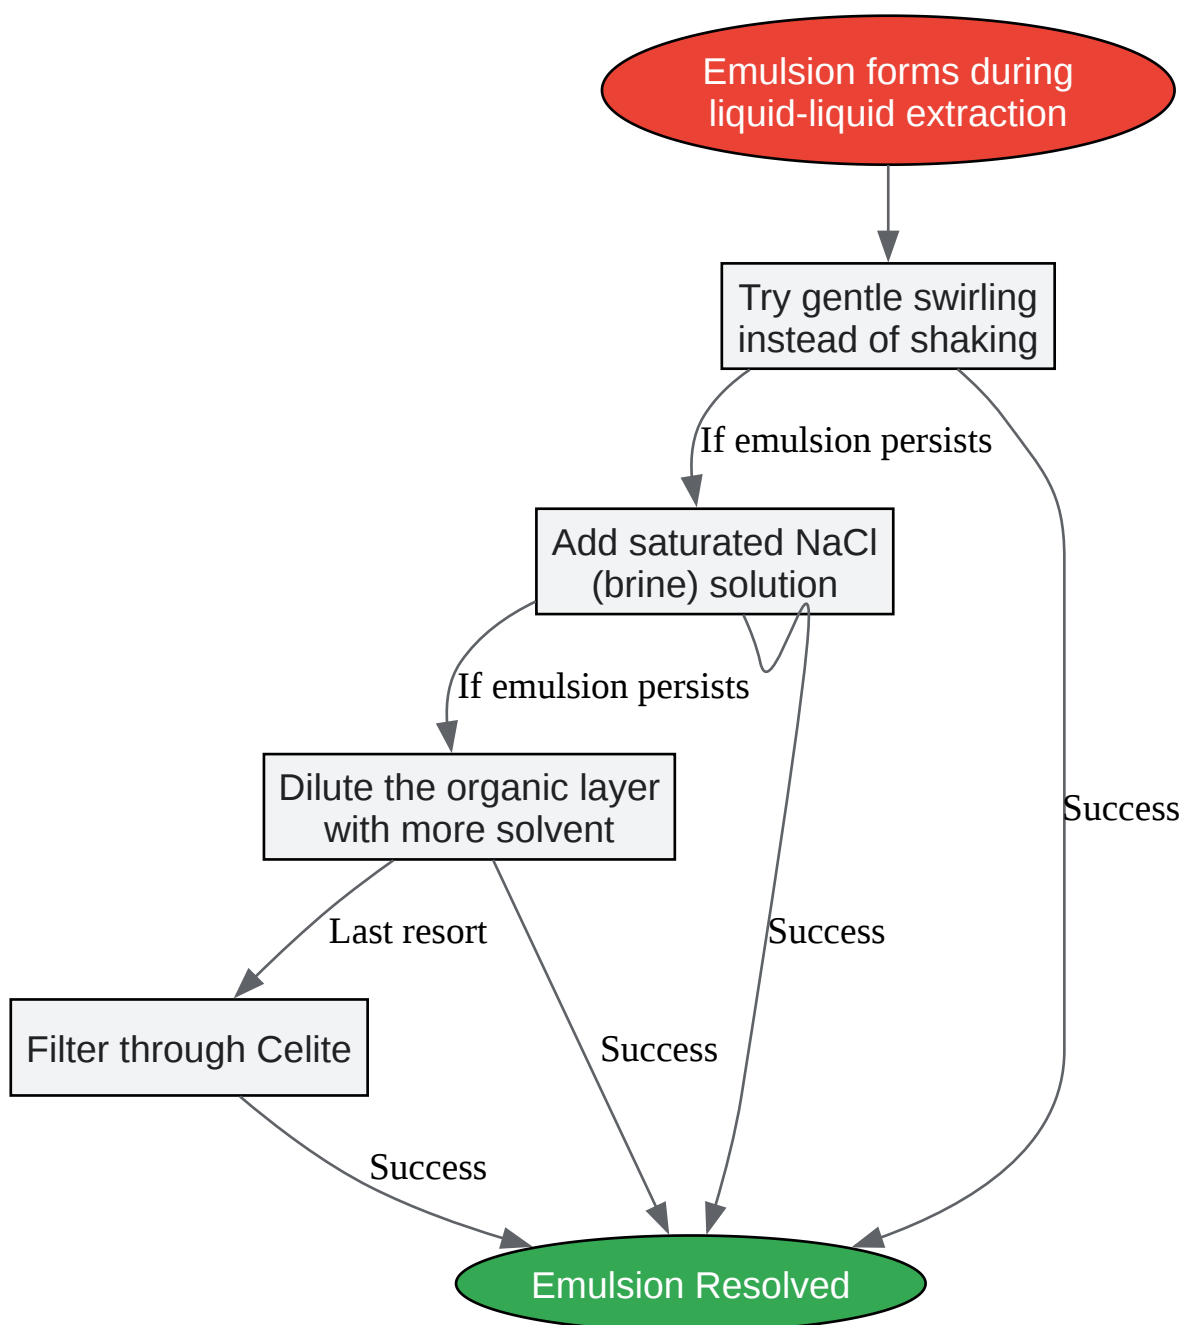 Emulsion forms during
liquid-liquid extraction
Try gentle swirling
instead of shaking
If emulsion persists
Add saturated NaCl
(brine) solution
If emulsion persists
Dilute the organic layer
with more solvent
Success
Last resort
Success
Filter through Celite
Success
Success
Emulsion Resolved